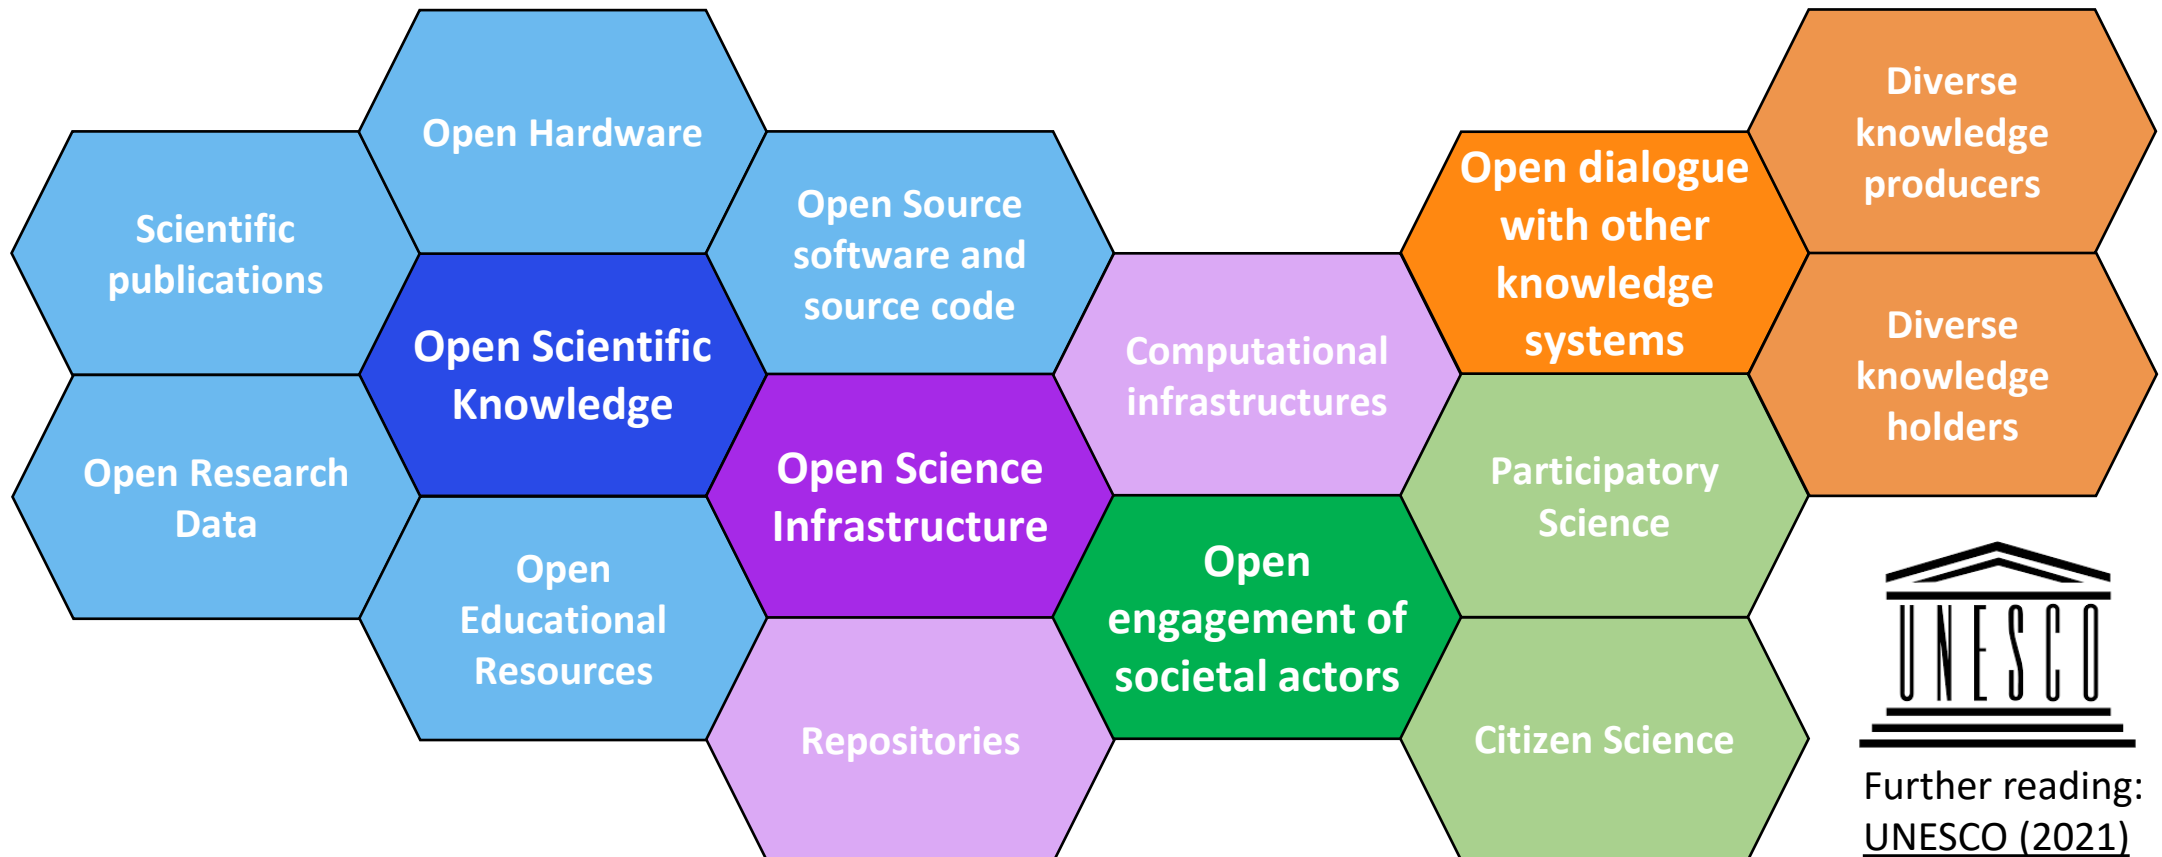 Open Hardware
Scientific
publications
Open Source
software and
source code
Open Scientific
Knowledge
Open Research
Data
Open
Educational
Resources
Open Science
Infrastructure
Computational
infrastructures
Repositories
Open
engagement of
societal actors
Open dialogue
with other
knowledge
systems
Participatory
Science
Citizen Science
Diverse
knowledge
producers
Diverse
knowledge
holders
UNESCO
Further reading:
UNESCO (2021)